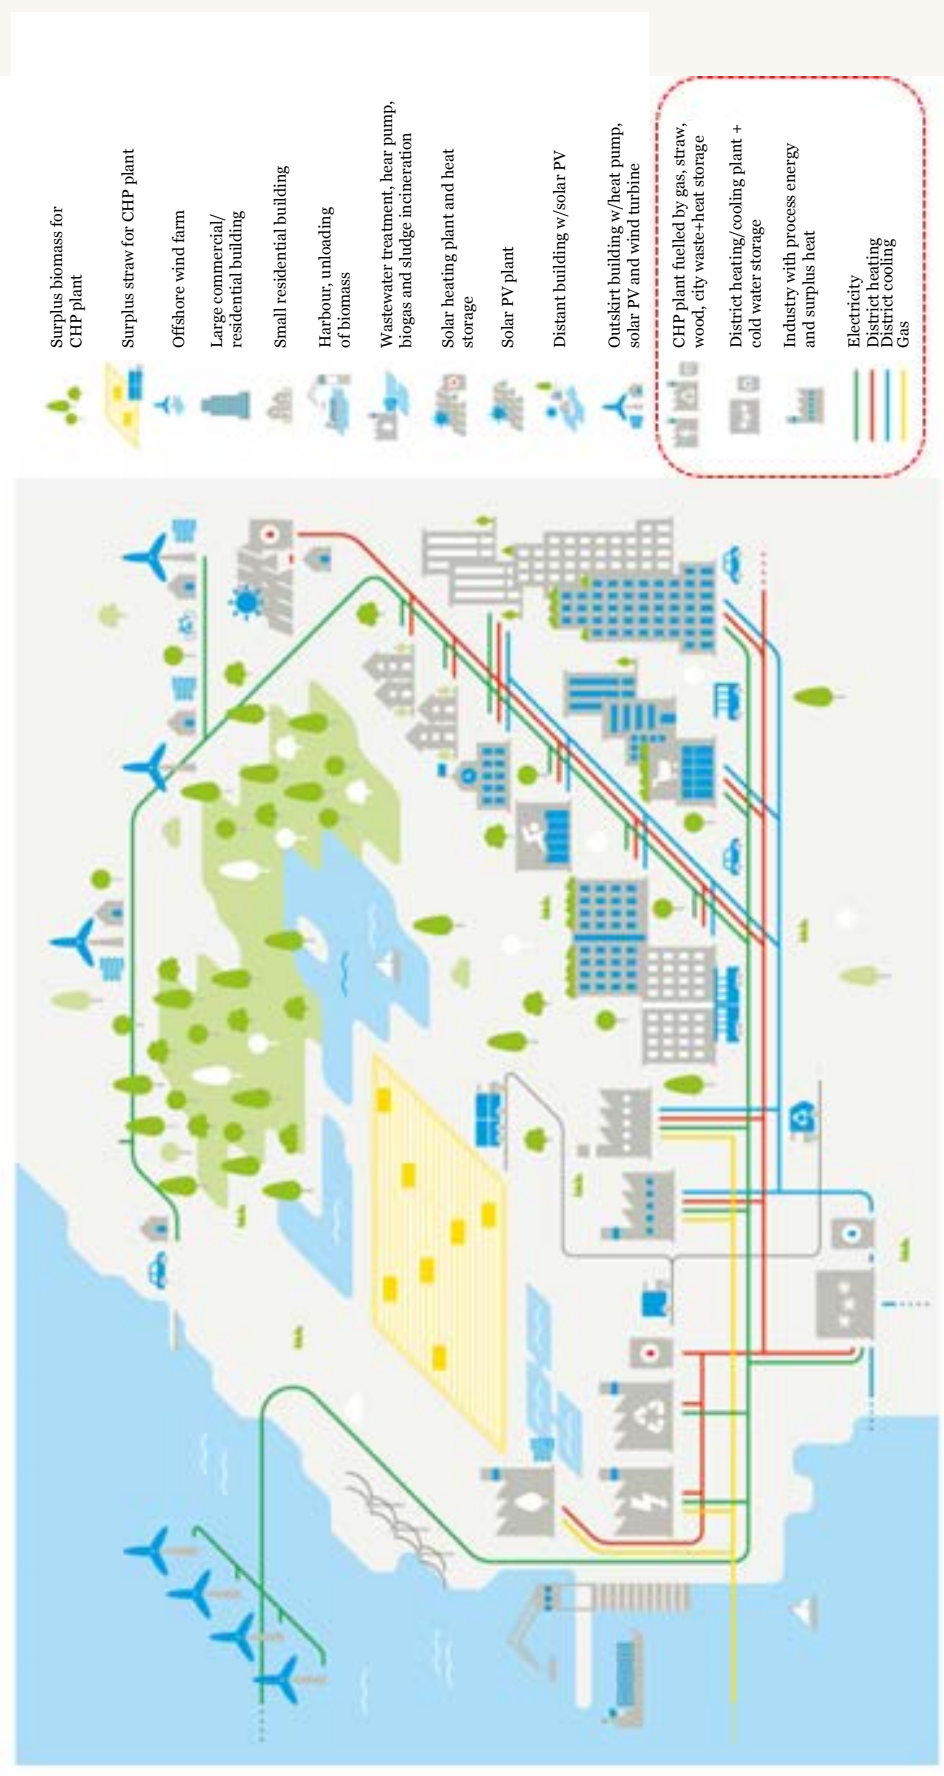 Surplus biomass for
CHP plant
Surplus straw for CHP plant
Offshore wind farm
Large commercial/
residential building
Small residential building
Harbour, unloading
of biomass
Wastewater treatment, hear pump,
biogas and sludge incineration
Solar heating plant and heat
storage
Solar PV plant
Distant building w/solar PV
Outskirt building w/heat pump,
solar PV and wind turbine
CHP plant fuelled by gas, straw,
wood, city waste+heat storage
District heating/cooling plant +
cold water storage
Industry with process energy
and surplus heat
Electricity
District heating
District cooling
Gas